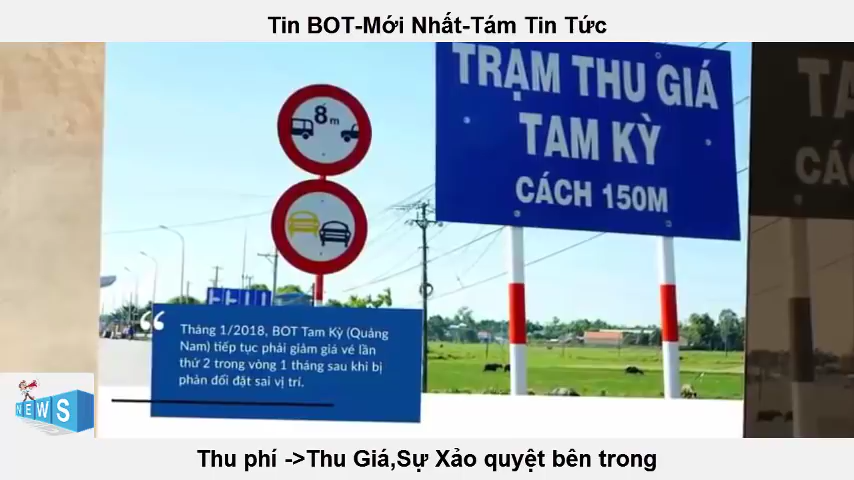 Tin BOT-Mới Nhất-Tám Tin Tức
8m
TRẠM THU GIÁ
TAM KỲ
CÁCH 150M
TẠ
CÁC
“
Tháng 1/2018, BOT Tam Kỳ (Quảng
Nam) tiếp tục phải giảm giá vé lần
thứ 2 trong vòng 1 tháng sau khi bị
phản đối đặt sai vị trí.
NEWS
Thu phí ->Thu Giá,Sự Xảo quyệt bên trong